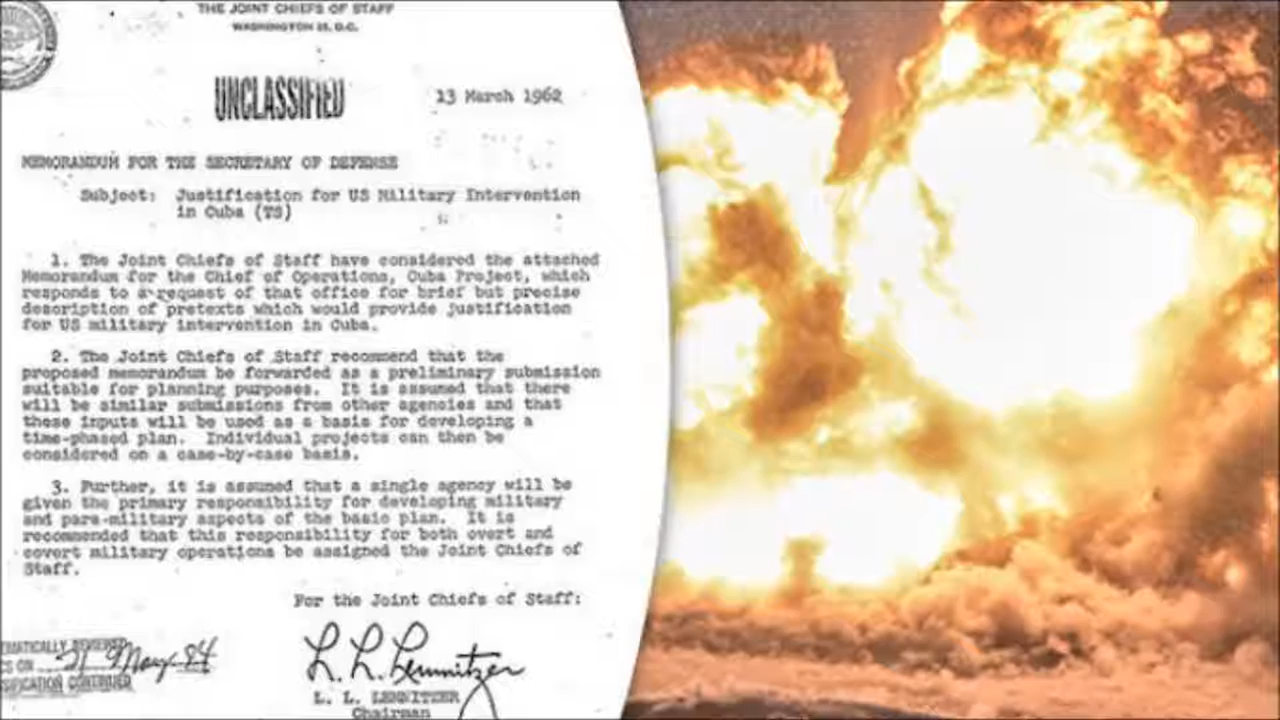 THE JOINT CHIEFS OF STAFF
WASHINGTON 25, D.C.
UNCLASSIFIED
13 March 1962
MEMORANDUM FOR THE SECRETARY OF DEFENSE
Subject: Justification for US Military Intervention
in Cuba (TS)
1. The Joint Chiefs of Staff have considered the attached
Memorandum for the Chief of Operations, Cuba Project, which
responds to a request of that office for brief but precise
description of pretexts which would provide justification
for US military intervention in Cuba.
2. The Joint Chiefs of Staff recommend that the
proposed memorandum be forwarded as a preliminary submission
suitable for planning purposes. It is assumed that there
will be similar submissions from other agencies and that
these inputs will be used as a basis for developing a
time-phased plan. Individual projects can then be
considered on a case-by-case basis.
3. Further, it is assumed that a single agency will be
given the primary responsibility for developing military
and para-military aspects of the basic plan. It is
recommended that this responsibility for both overt and
covert military operations be assigned the Joint Chiefs of
Staff.
For the Joint Chiefs of Staff:
L. L. Lemnitzer
L. L. LEMNITZER
Chairman
MATICALLY REVIEWED
CS ON 21 May 84
SIFICATION CONTINUED